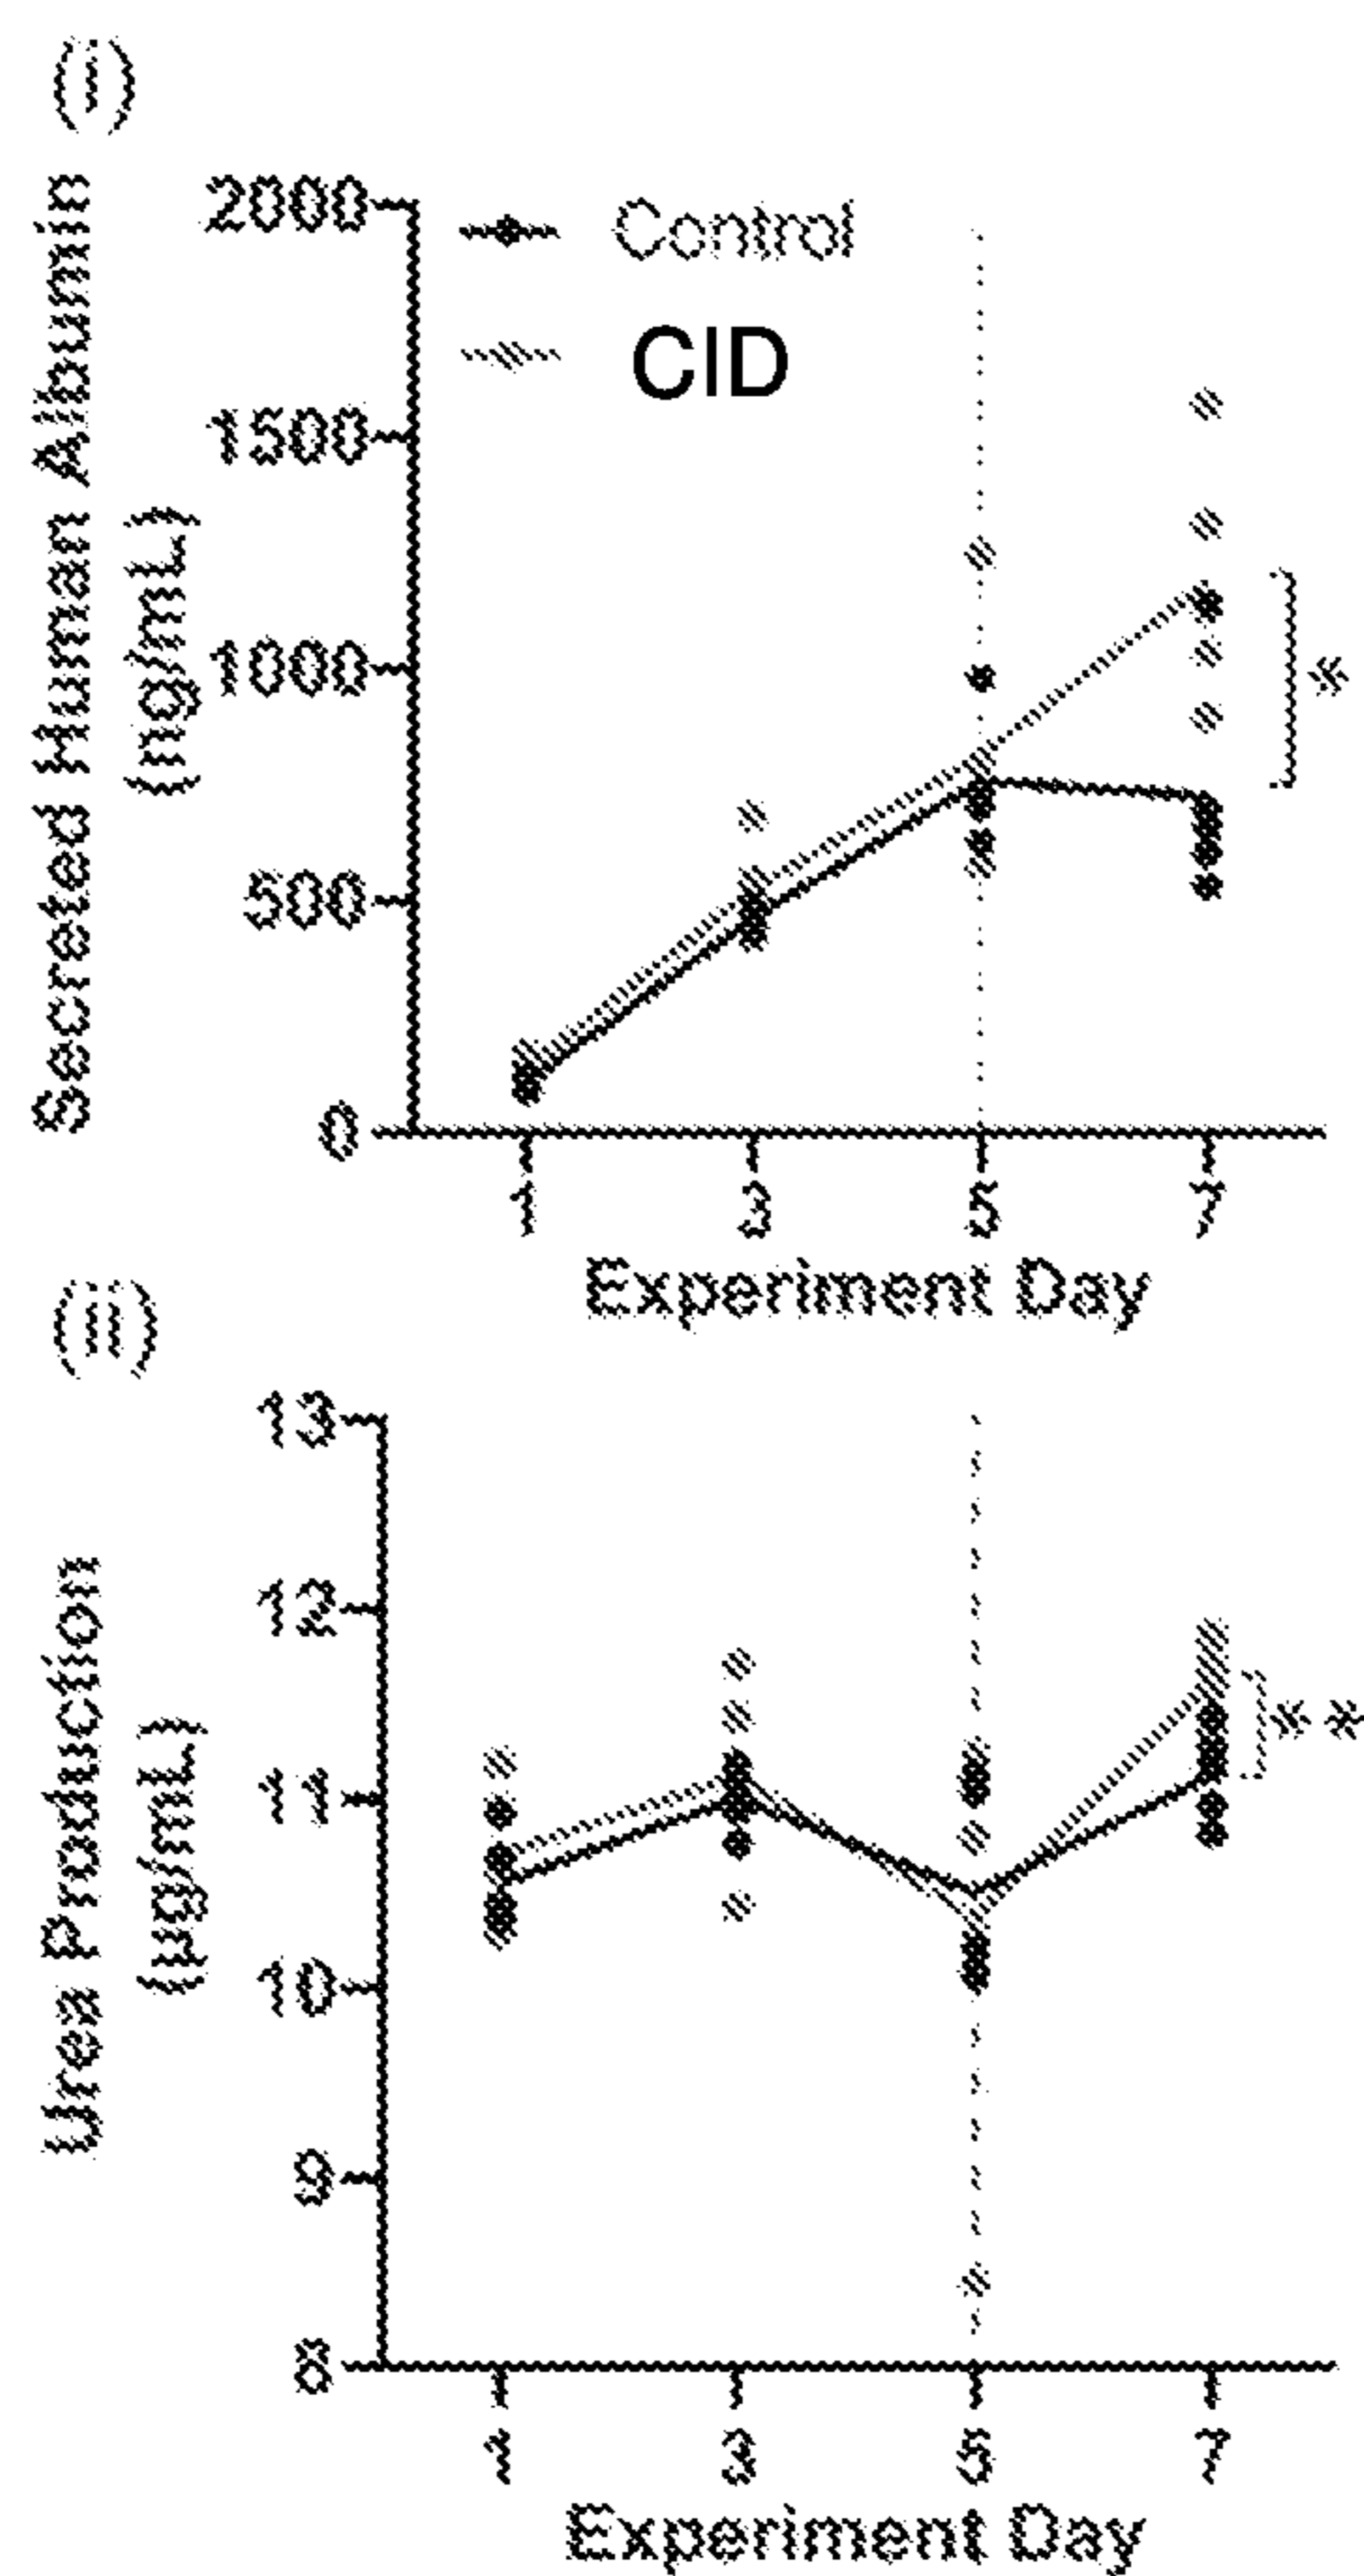 (i)
Secreted Human Albumin
(ng/mL)
2000
1500
1000
500
0
Control
CID
*
1 3 5 7
Experiment Day
(ii)
Urea Production
(µg/mL)
13
12
11
10
9
8
**
1 3 5 7
Experiment Day